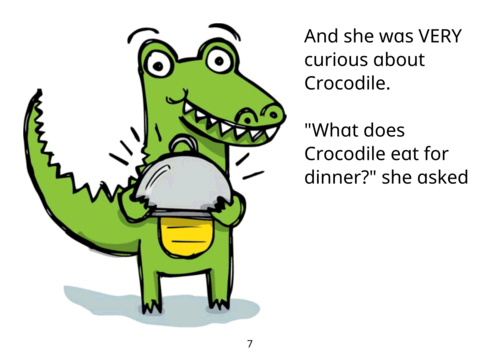 And she was VERY
curious about
Crocodile.
"What does
Crocodile eat for
dinner?" she asked
7